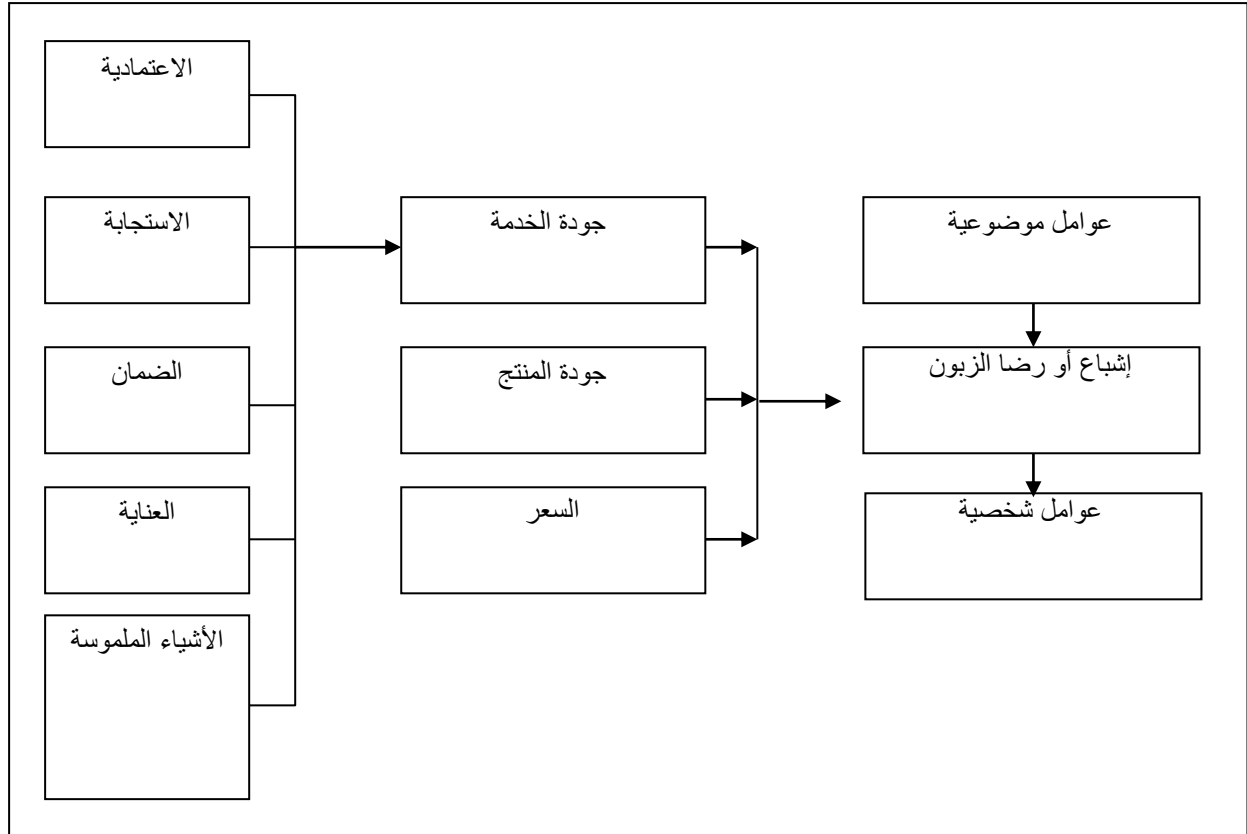 الاعتمادية
الاستجابة
الضمان
العناية
الأشياء الملموسة
جودة الخدمة
جودة المنتج
السعر
عوامل موضوعية
إشباع أو رضا الزبون
عوامل شخصية